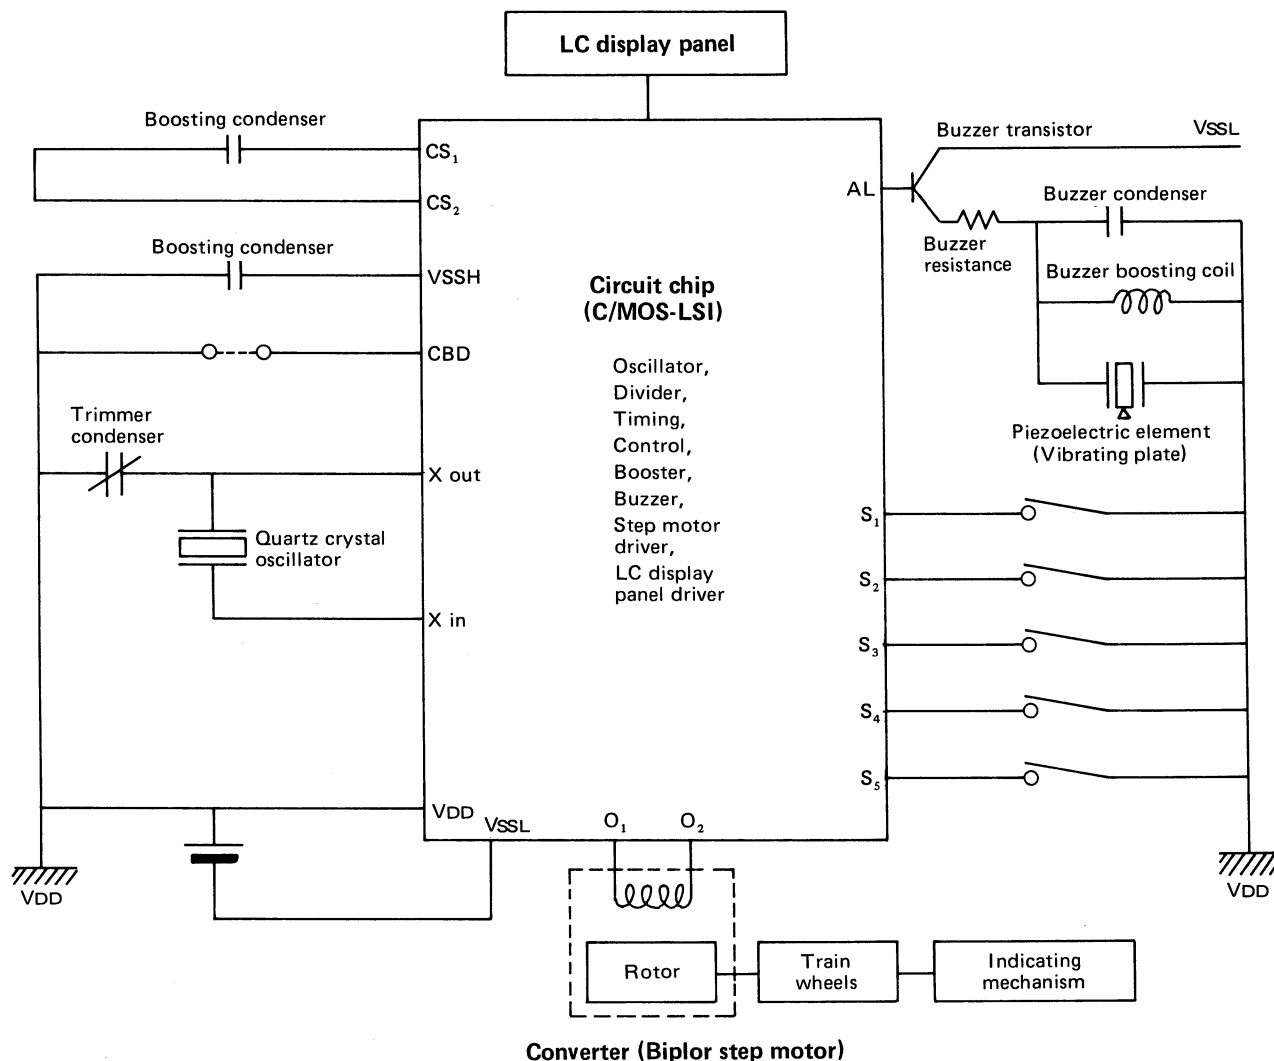 LC display panel
Boosting condenser
CS₁
CS₂
Boosting condenser
VSSH
CBD
Trimmer
condenser
X out
Quartz crystal
oscillator
X in
VDD
VSSL
VDD
Circuit chip
(C/MOS-LSI)
Oscillator,
Divider,
Timing,
Control,
Booster,
Buzzer,
Step motor
driver,
LC display
panel driver
Buzzer transistor
VSSL
AL
Buzzer condenser
Buzzer
resistance
Buzzer boosting coil
Piezoelectric element
(Vibrating plate)
S₁
S₂
S₃
S₄
S₅
VDD
O₁
O₂
Rotor
Train
wheels
Indicating
mechanism
Converter (Biplor step motor)